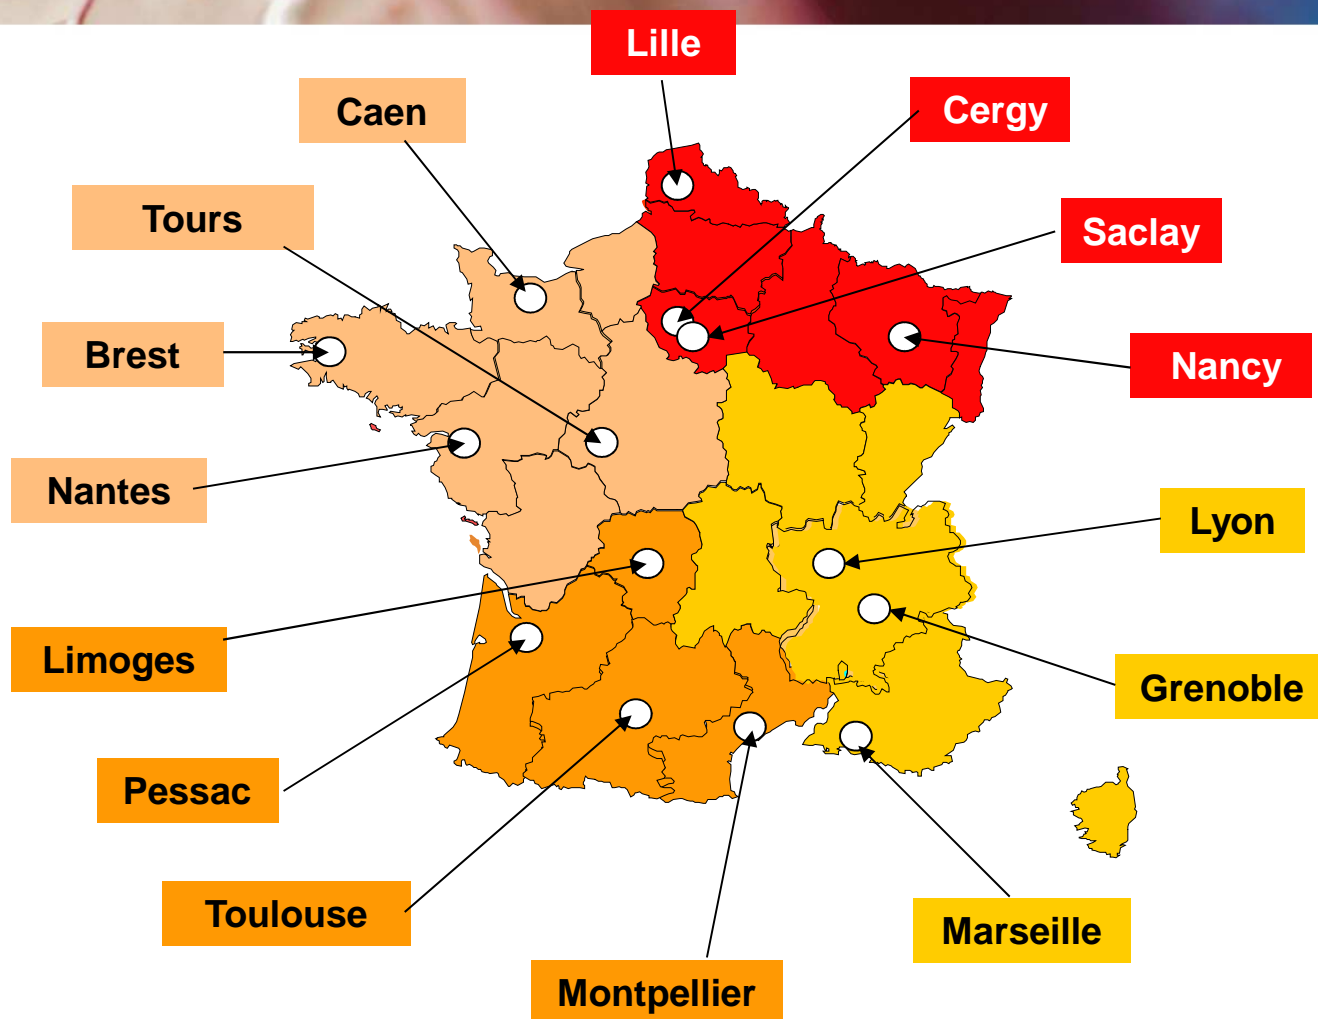 Lille
Caen
Cergy
Tours
Saclay
Brest
Nancy
Nantes
Lyon
Limoges
Grenoble
Pessac
Toulouse
Marseille
Montpellier